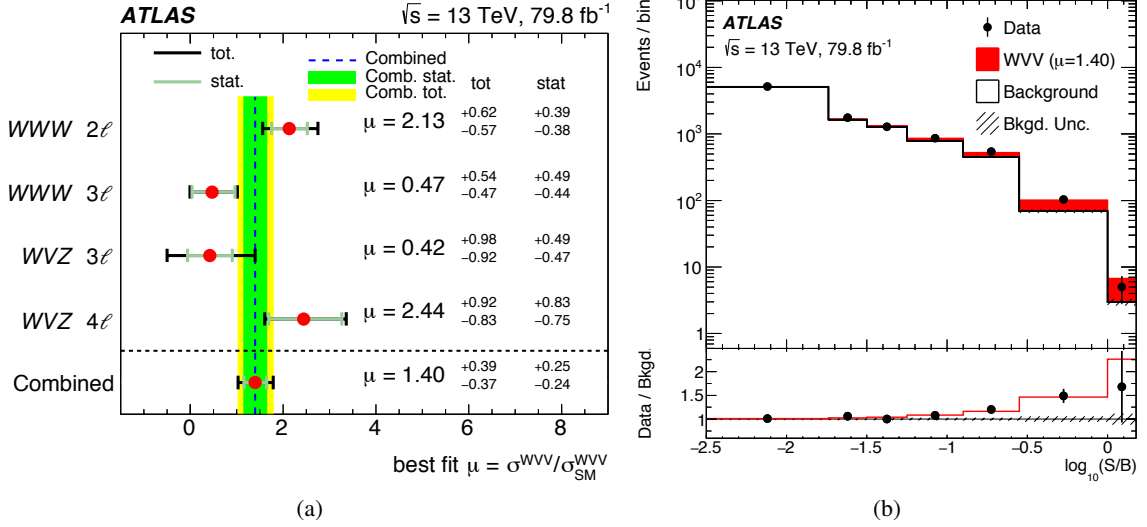 ATLAS √s = 13 TeV, 79.8 fb⁻¹
tot.
stat.
Combined
Comb. stat.
Comb. tot.
tot stat
WWW 2ℓ μ = 2.13 +0.62 −0.57 +0.39 −0.38
WWW 3ℓ μ = 0.47 +0.54 −0.47 +0.49 −0.44
WVZ 3ℓ μ = 0.42 +0.98 −0.92 +0.49 −0.47
WVZ 4ℓ μ = 2.44 +0.92 −0.83 +0.83 −0.75
Combined μ = 1.40 +0.39 −0.37 +0.25 −0.24
0 2 4 6 8
best fit μ = σ^WVV/σ_SM^WVV
(a)
Events / bin
ATLAS
√s = 13 TeV, 79.8 fb⁻¹
Data
WVV (μ=1.40)
Background
Bkgd. Unc.
10⁵
10⁴
10³
10²
10
1
Data / Bkgd.
2
1.5
1
−2.5 −2 −1.5 −1 −0.5 0
log₁₀(S/B)
(b)